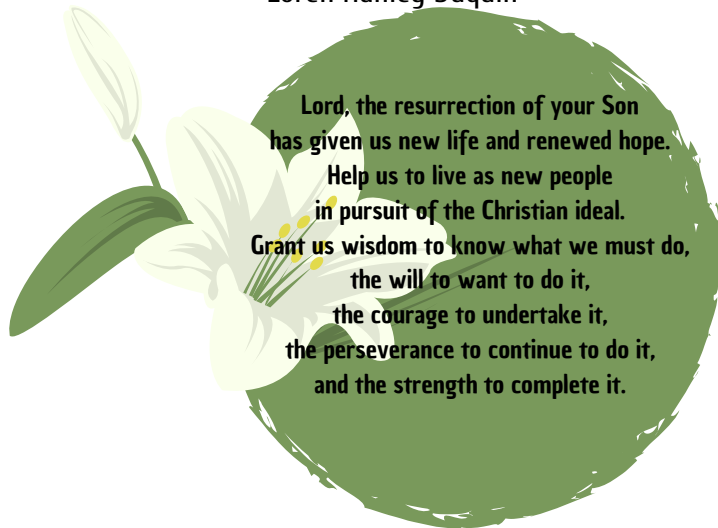 Loren Hanley Duquin
Lord, the resurrection of your Son
has given us new life and renewed hope.
Help us to live as new people
in pursuit of the Christian ideal.
Grant us wisdom to know what we must do,
the will to want to do it,
the courage to undertake it,
the perseverance to continue to do it,
and the strength to complete it.